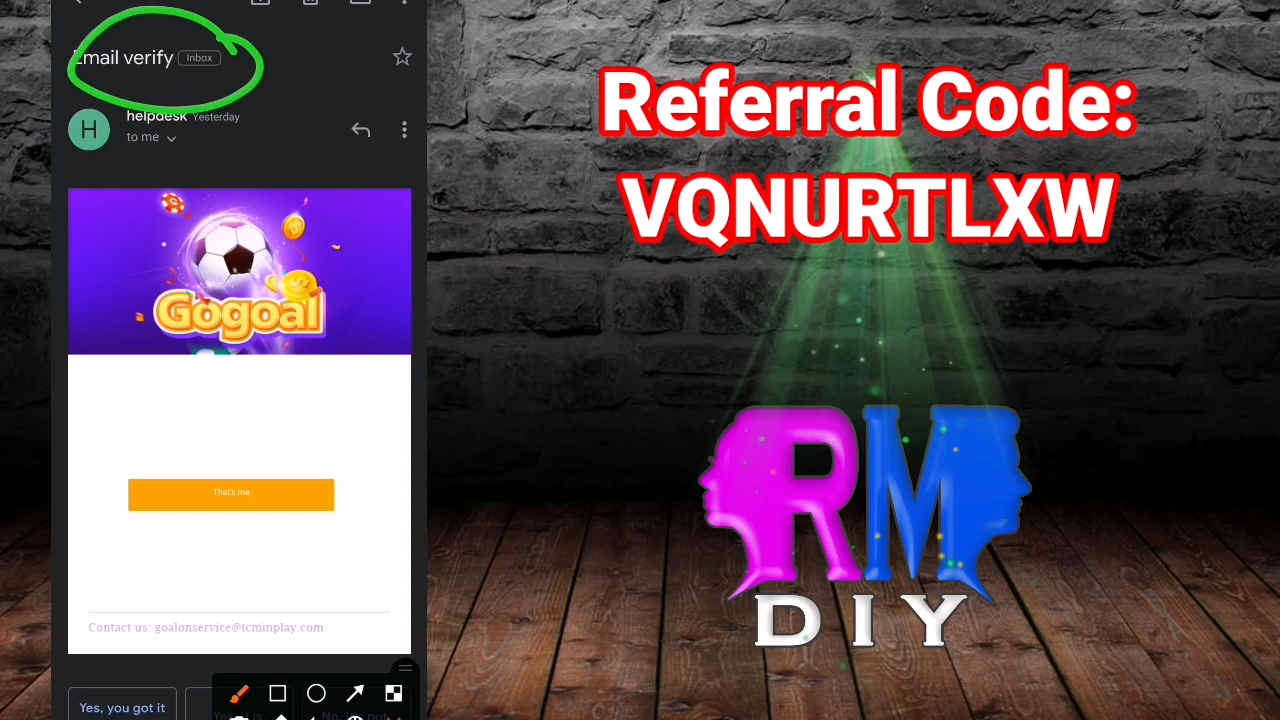 Email verify Inbox
helpdesk Yesterday
to me
H
Gogoal
That's me
Contact us: goalonservice@tcminplay.com
Yes, you got it
Referral Code:
VQNURTLXW
RM
DIY